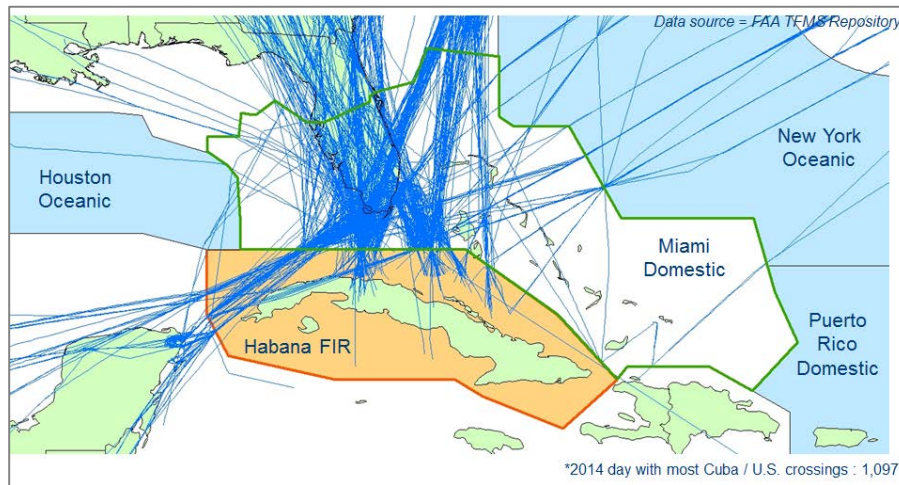 Data source = FAA TFMS Repository
New York
Oceanic
Houston
Oceanic
Miami
Domestic
Puerto
Rico
Domestic
Habana FIR
*2014 day with most Cuba / U.S. crossings : 1,097